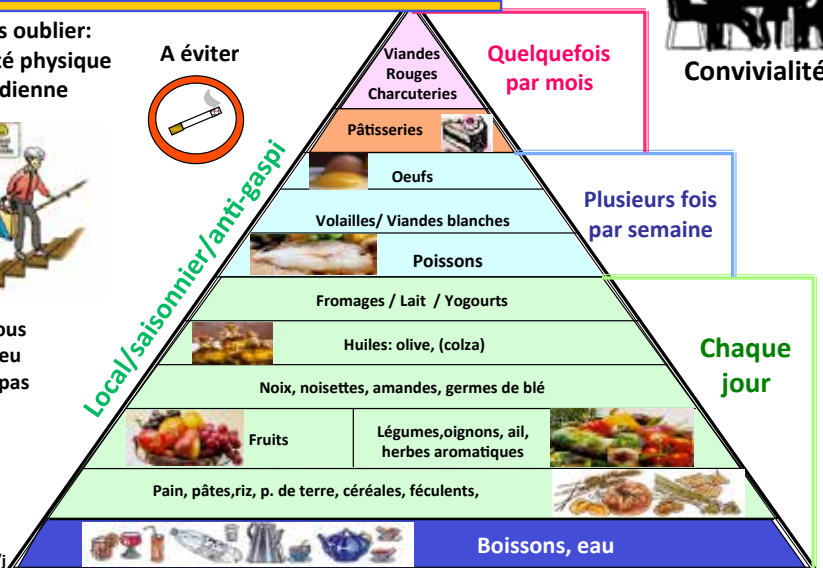 s oublier:
té physique
dienne
A éviter
Convivialité
Viandes
Rouges
Charcuteries
Quelquefois
par mois
Pâtisseries
Oeufs
Volailles/ Viandes blanches
Poissons
Plusieurs fois
par semaine
Local/saisonnier/anti-gaspi
Fromages / Lait / Yogourts
Huiles: olive, (colza)
Noix, noisettes, amandes, germes de blé
Fruits
Légumes,oignons, ail,
herbes aromatiques
Pain, pâtes,riz, p. de terre, céréales, féculents,
Boissons, eau
Chaque
jour
ous
eu
pas
/j